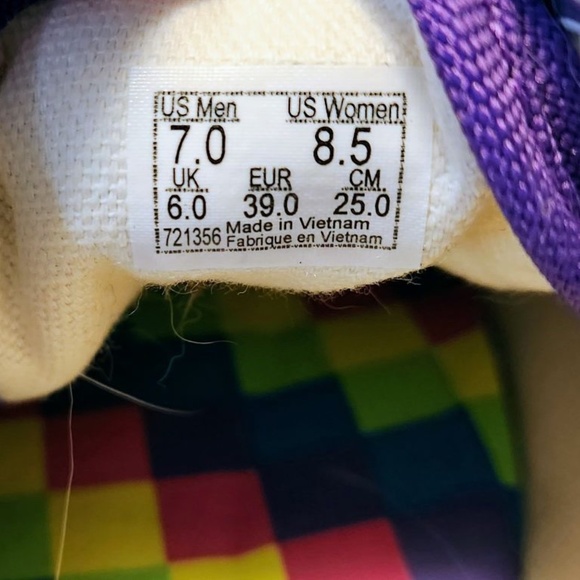 US Men US Women
7.0 8.5
UK EUR CM
6.0 39.0 25.0
721356 Made in Vietnam
Fabrique en Vietnam